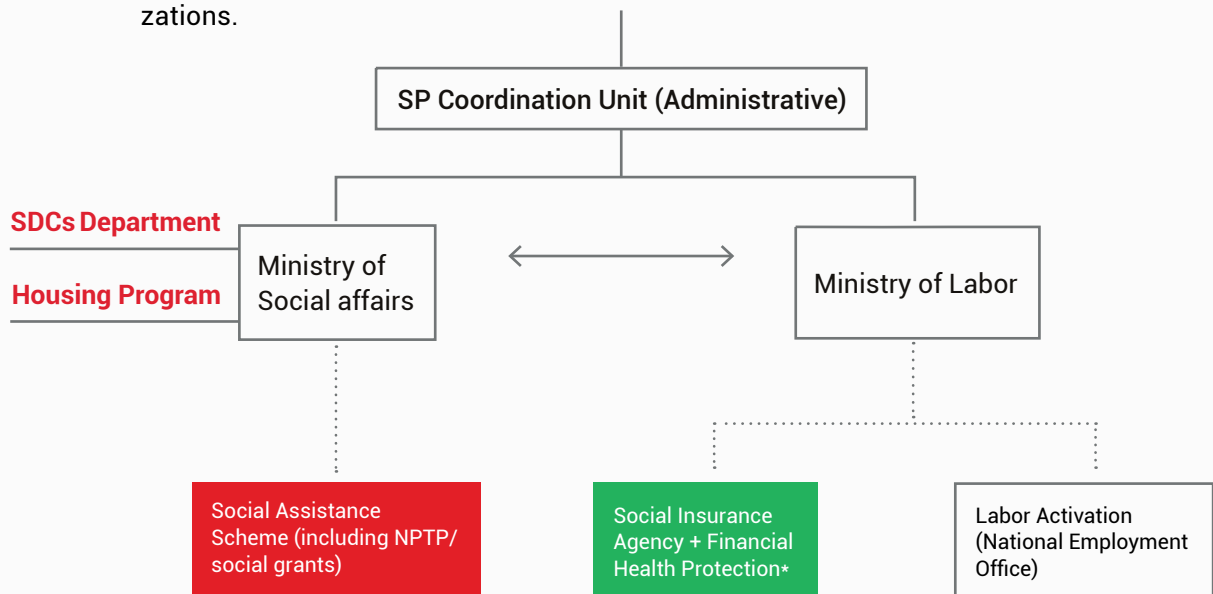 zations.
SP Coordination Unit (Administrative)
SDCs Department
Housing Program
Ministry of
Social affairs
Ministry of Labor
Social Assistance
Scheme (including NPTP/
social grants)
Social Insurance
Agency + Financial
Health Protection*
Labor Activation
(National Employment
Office)